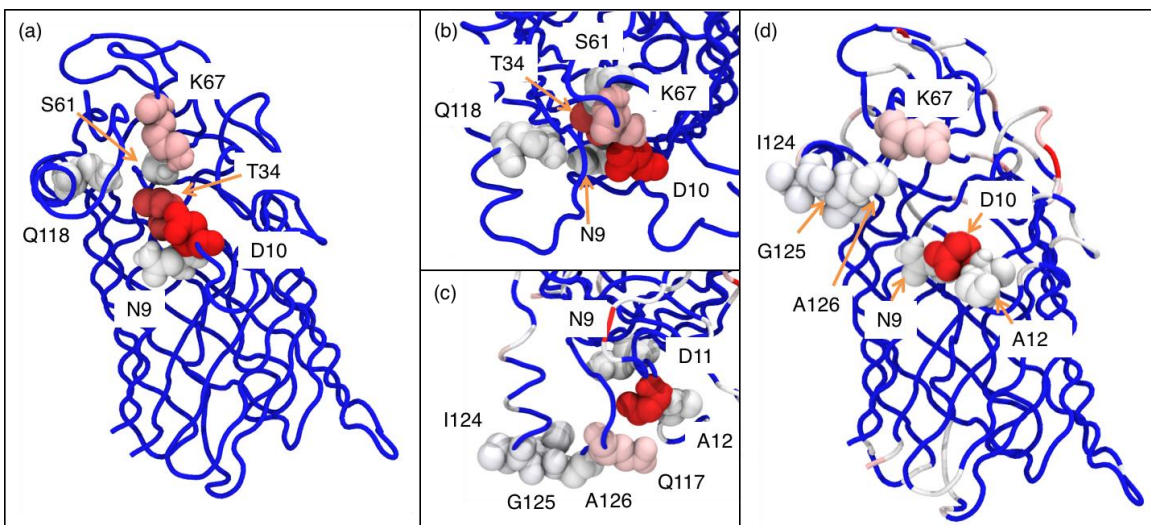 (a)
K67
S61
T34
Q118
D10
N9
(b)
S61
T34
K67
Q118
D10
N9
(c)
N9
D11
I124
A12
G125
A126
Q117
(d)
K67
I124
D10
G125
A126
N9
A12